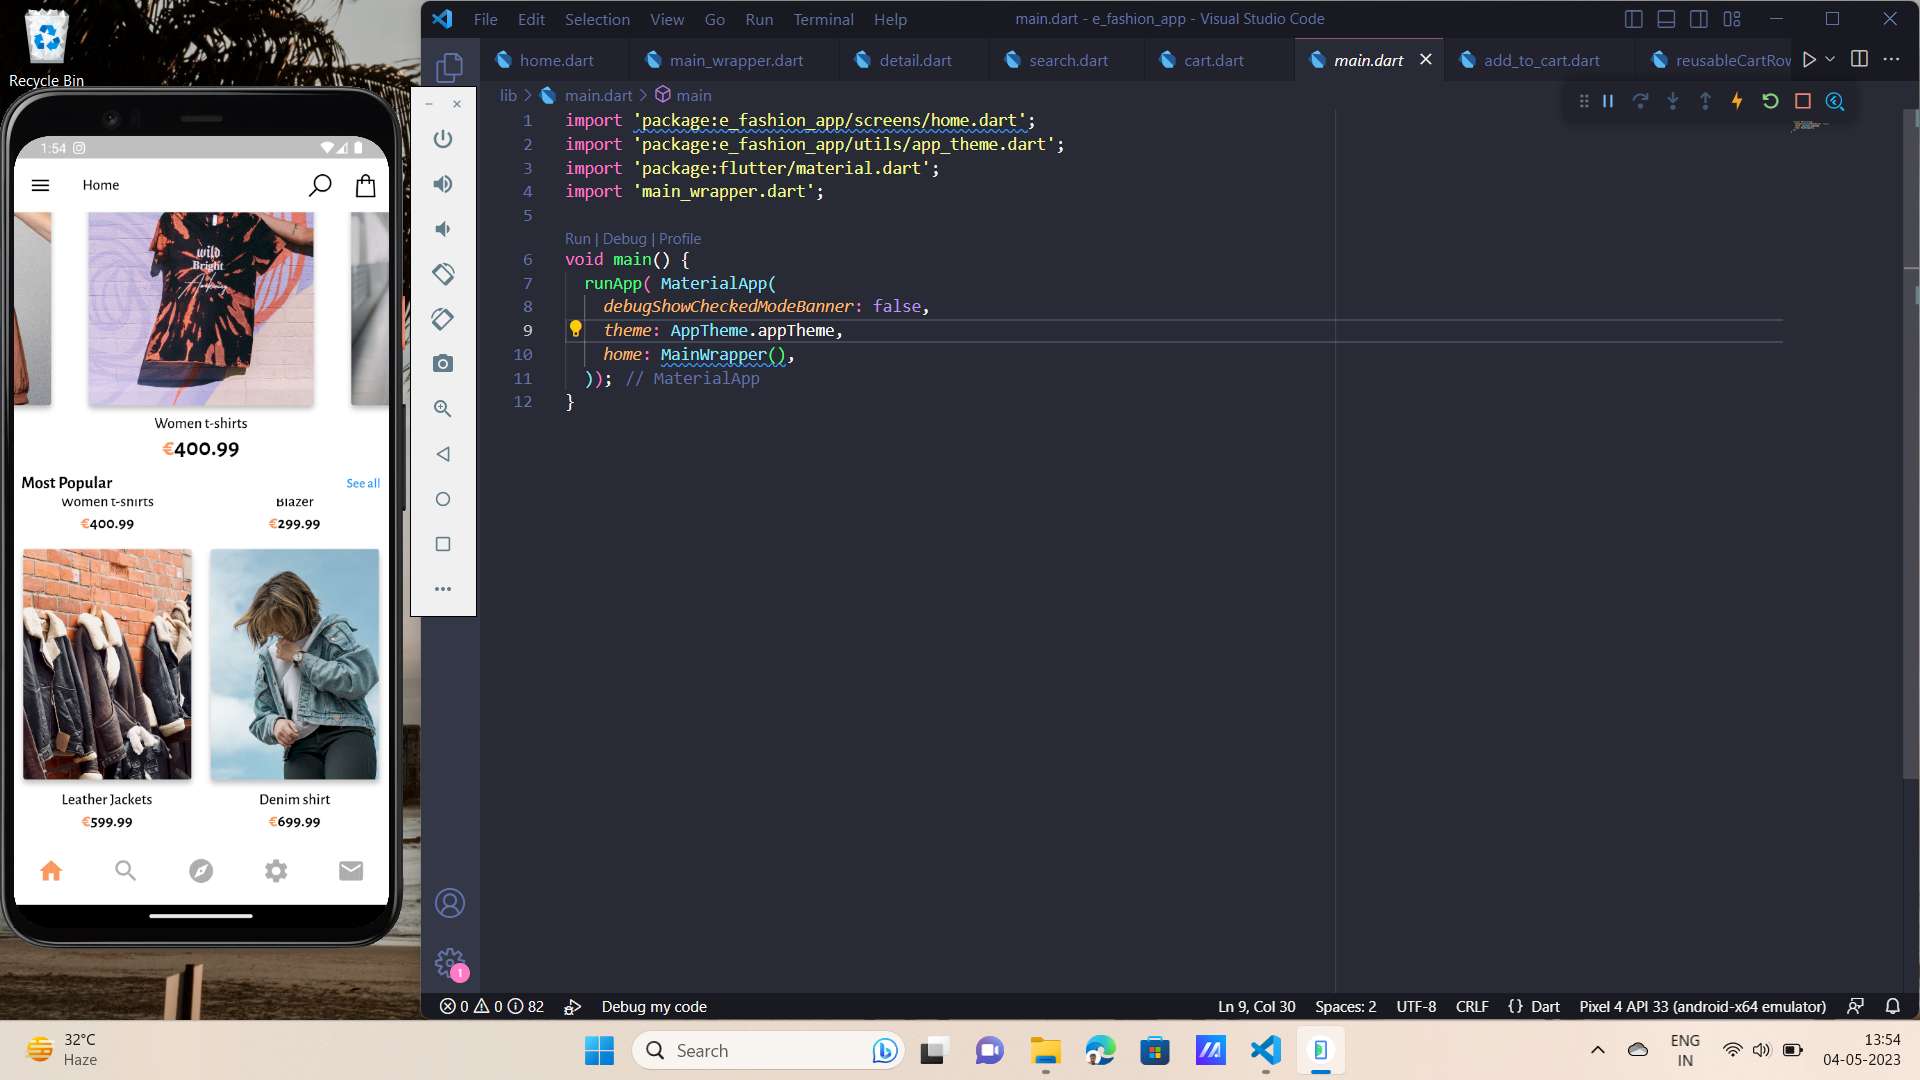 Recycle Bin
1:54
Home
wild
Bright
Women t-shirts
€400.99
Most Popular
See all
Women t-shirts
Blazer
€400.99
€299.99
Leather Jackets
Denim shirt
€599.99
€699.99
File Edit Selection View Go Run Terminal Help
main.dart - e_fashion_app - Visual Studio Code
home.dart
main_wrapper.dart
detail.dart
search.dart
cart.dart
main.dart
add_to_cart.dart
reusableCartRow
lib > main.dart > main
1 import 'package:e_fashion_app/screens/home.dart';
2 import 'package:e_fashion_app/utils/app_theme.dart';
3 import 'package:flutter/material.dart';
4 import 'main_wrapper.dart';
5
Run | Debug | Profile
6 void main() {
7 runApp( MaterialApp(
8 debugShowCheckedModeBanner: false,
9 theme: AppTheme.appTheme,
10 home: MainWrapper(),
11 )); // MaterialApp
12 }
1
0 0 82 Debug my code
Ln 9, Col 30 Spaces: 2 UTF-8 CRLF {} Dart Pixel 4 API 33 (android-x64 emulator)
32°C
Haze
Search
ENG
IN
13:54
04-05-2023